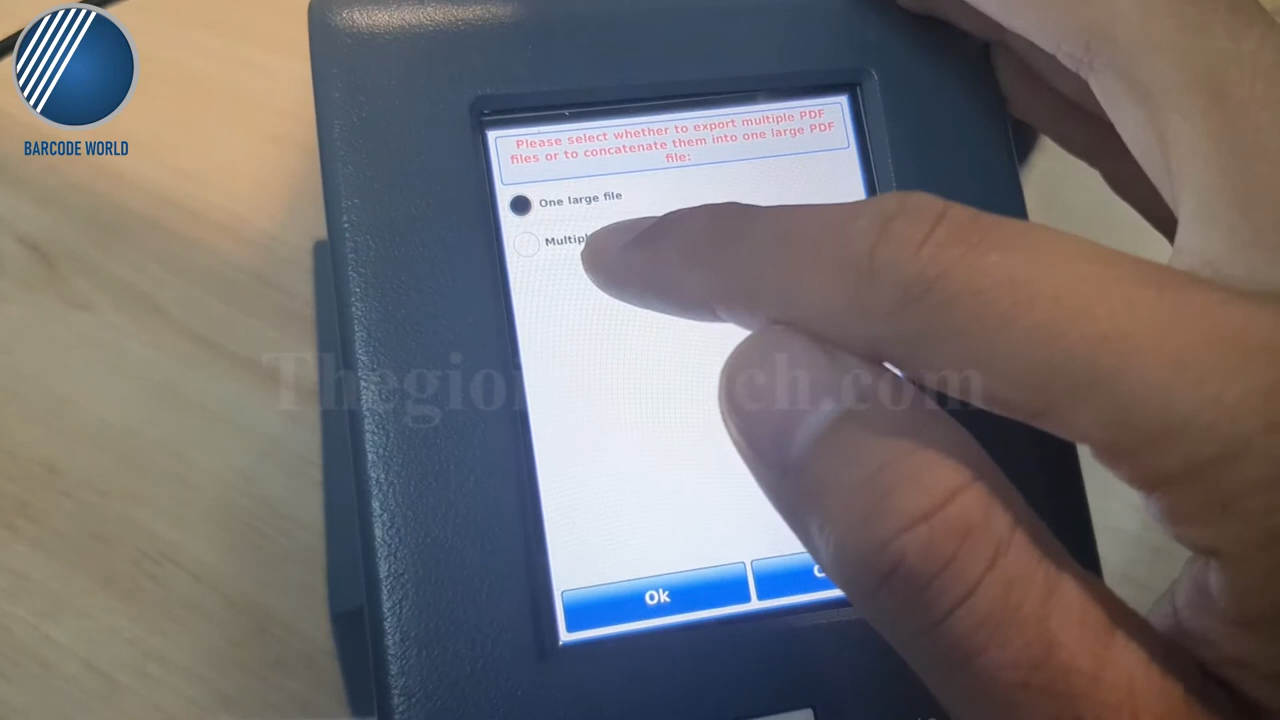 BARCODE WORLD
Please select whether to export multiple PDF
files or to concatenate them into one large PDF
file:
One large file
Ok